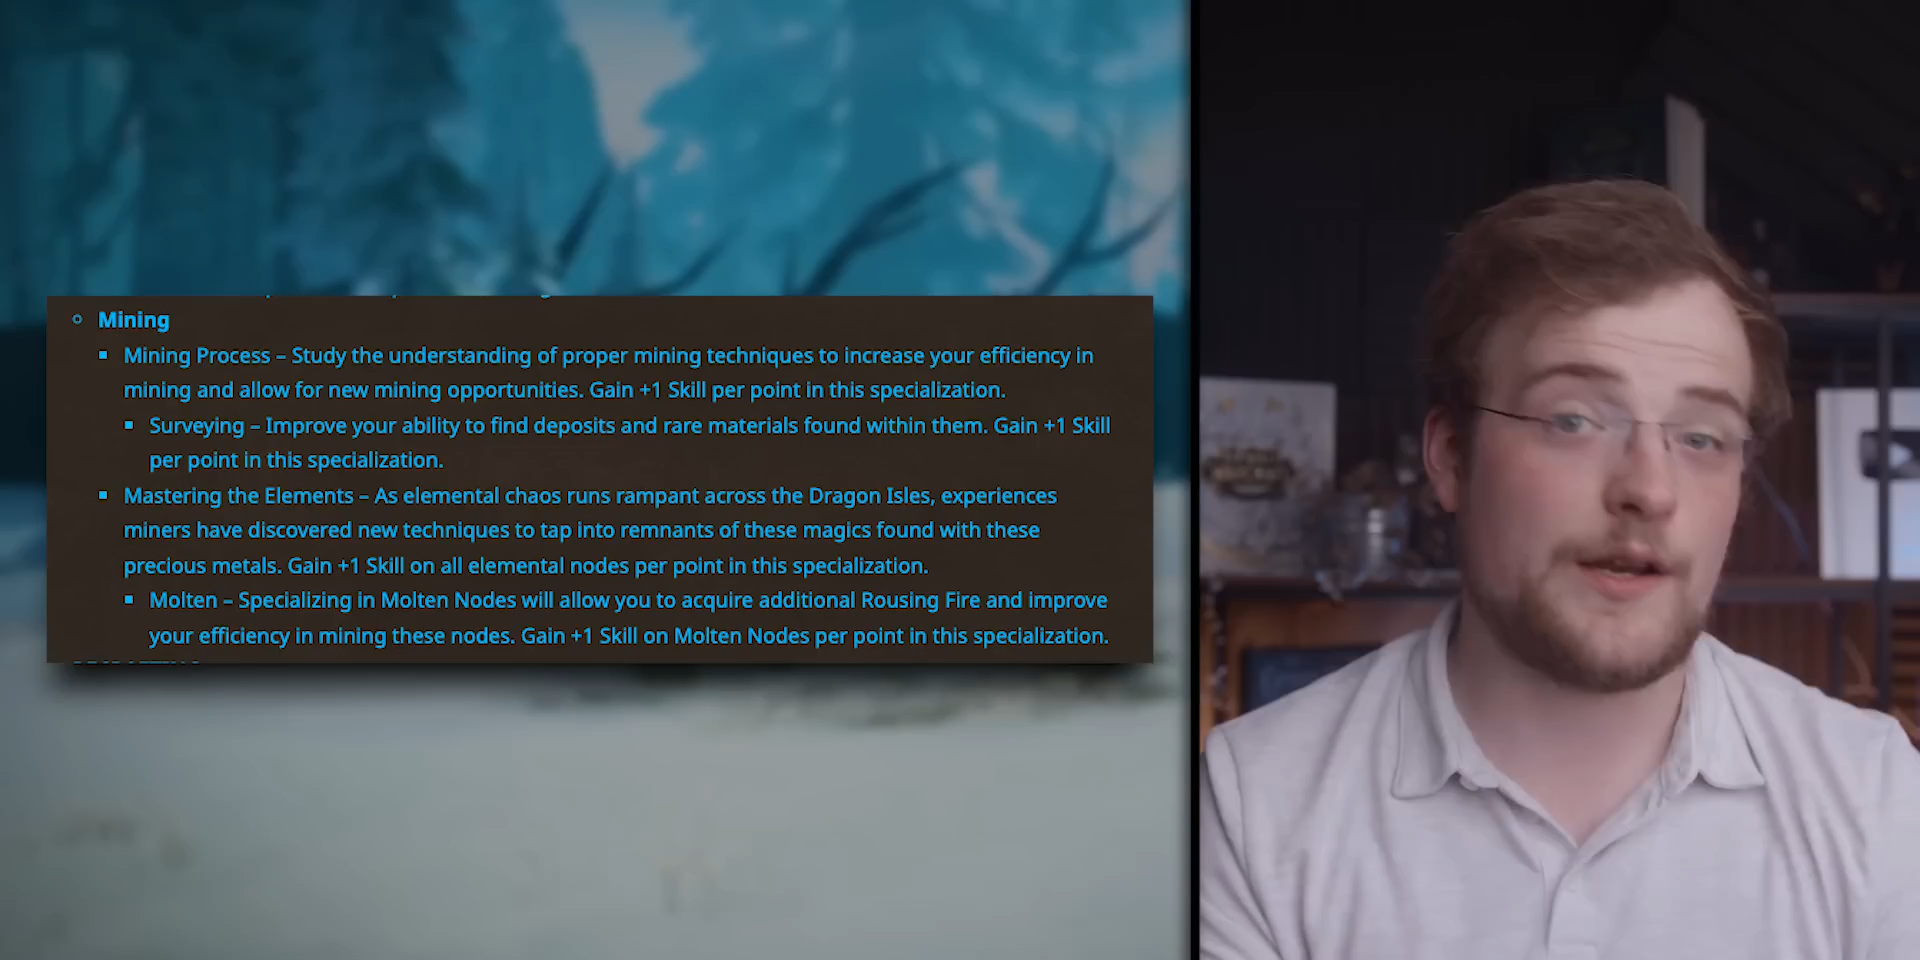 Mining
Mining Process – Study the understanding of proper mining techniques to increase your efficiency in
mining and allow for new mining opportunities. Gain +1 Skill per point in this specialization.
Surveying – Improve your ability to find deposits and rare materials found within them. Gain +1 Skill
per point in this specialization.
Mastering the Elements – As elemental chaos runs rampant across the Dragon Isles, experiences
miners have discovered new techniques to tap into remnants of these magics found with these
precious metals. Gain +1 Skill on all elemental nodes per point in this specialization.
Molten – Specializing in Molten Nodes will allow you to acquire additional Rousing Fire and improve
your efficiency in mining these nodes. Gain +1 Skill on Molten Nodes per point in this specialization.